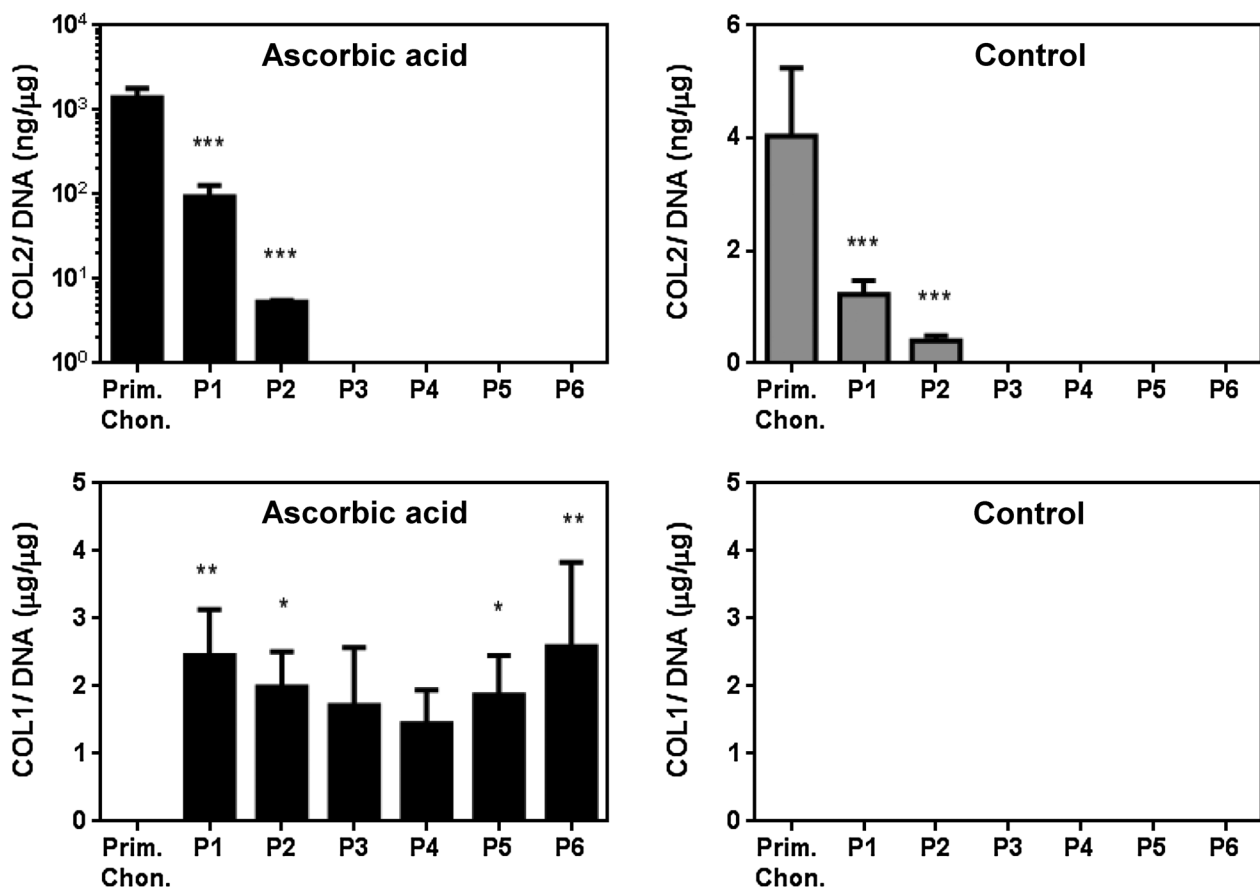 Ascorbic acid
COL2/ DNA (ng/µg)
10⁴
10³
10²
10¹
10⁰
***
***
Prim. Chon.
P1
P2
P3
P4
P5
P6
Control
COL2/ DNA (ng/µg)
6
4
2
0
***
***
Prim. Chon.
P1
P2
P3
P4
P5
P6
Ascorbic acid
COL1/ DNA (µg/µg)
5
4
3
2
1
0
**
*
*
**
Prim. Chon.
P1
P2
P3
P4
P5
P6
Control
COL1/ DNA (µg/µg)
5
4
3
2
1
0
Prim. Chon.
P1
P2
P3
P4
P5
P6